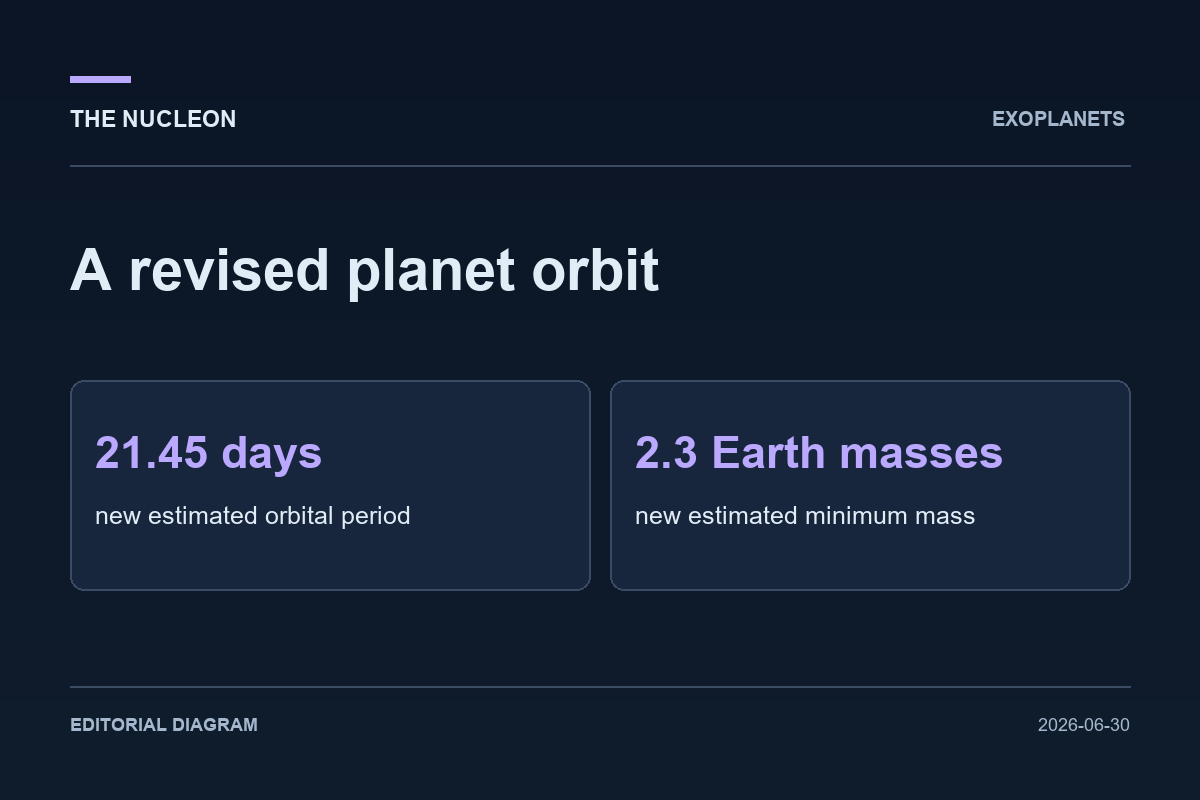 THE NUCLEON
EXOPLANETS
A revised planet orbit
21.45 days
new estimated orbital period
2.3 Earth masses
new estimated minimum mass
EDITORIAL DIAGRAM
2026-06-30